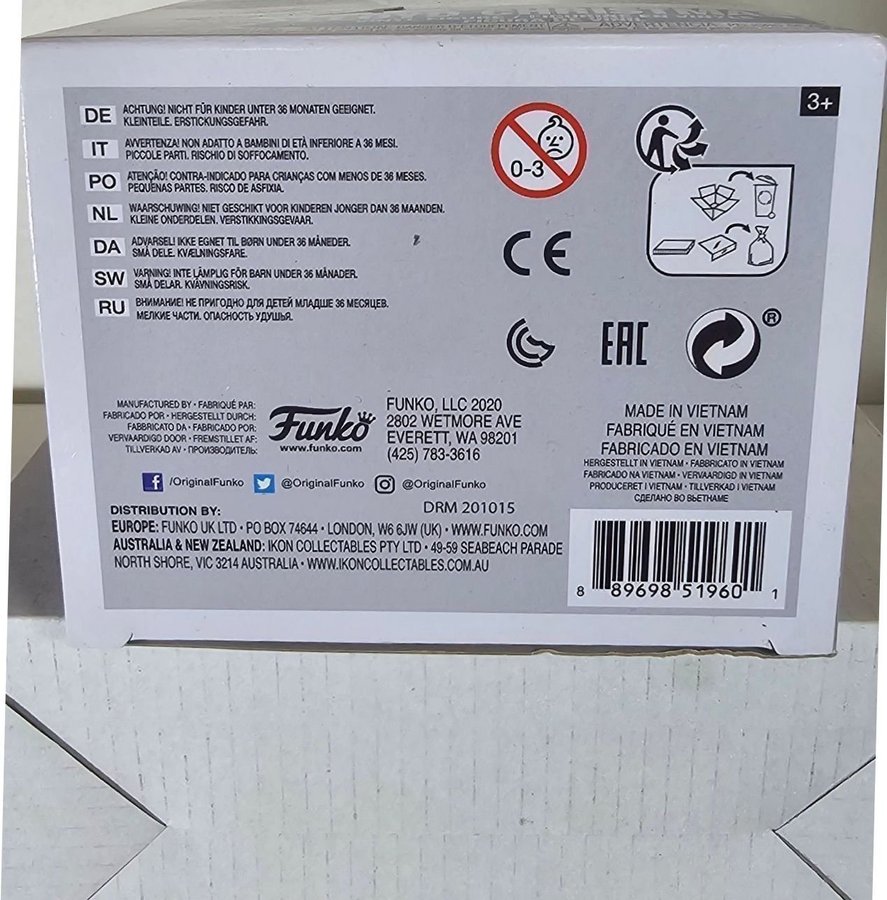 3+
DE ACHTUNG! NICHT FÜR KINDER UNTER 36 MONATEN GEEIGNET.
KLEINTEILE. ERSTICKUNGSGEFAHR.
IT AVVERTENZA! NON ADATTO A BAMBINI DI ETÀ INFERIORE A 36 MESI.
PICCOLE PARTI. RISCHIO DI SOFFOCAMENTO.
PO ATENÇÃO! CONTRA-INDICADO PARA CRIANÇAS COM MENOS DE 36 MESES.
PEQUENAS PARTES. RISCO DE ASFIXIA.
NL WAARSCHUWING! NIET GESCHIKT VOOR KINDEREN JONGER DAN 36 MAANDEN.
KLEINE ONDERDELEN. VERSTIKKINGSGEVAAR.
DA ADVARSEL! IKKE EGNET TIL BØRN UNDER 36 MÅNEDER.
SMÅ DELE. KVÆLNINGSFARE.
SW VARNING! INTE LÄMPLIG FÖR BARN UNDER 36 MÅNADER.
SMÅ DELAR. KVÄVNINGSRISK.
RU ВНИМАНИЕ! НЕ ПРИГОДНО ДЛЯ ДЕТЕЙ МЛАДШЕ 36 МЕСЯЦЕВ.
МЕЛКИЕ ЧАСТИ. ОПАСНОСТЬ УДУШЬЯ.
0-3
CE
EAC
®
MANUFACTURED BY • FABRIQUÉ PAR:
FABRICADO POR • HERGESTELLT DURCH:
FABBRICATO DA • FABRICADO POR:
VERVAARDIGD DOOR • FREMSTILLET AF:
TILLVERKAD AV • ПРОИЗВОДИТЕЛЬ:
Funko
www.funko.com
FUNKO, LLC 2020
2802 WETMORE AVE
EVERETT, WA 98201
(425) 783-3616
MADE IN VIETNAM
FABRIQUÉ EN VIETNAM
FABRICADO EN VIETNAM
HERGESTELLT IN VIETNAM • FABBRICATO IN VIETNAM
FABRICADO NA VIETNAM • VERVAARDIGD IN VIETNAM
PRODUCERET I VIETNAM • TILLVERKAD I VIETNAM
СДЕЛАНО ВО ВЬЕТНАМЕ
f /OriginalFunko @OriginalFunko @OriginalFunko
DISTRIBUTION BY: DRM 201015
EUROPE: FUNKO UK LTD • PO BOX 74644 • LONDON, W6 6JW (UK) • WWW.FUNKO.COM
AUSTRALIA & NEW ZEALAND: IKON COLLECTABLES PTY LTD • 49-59 SEABEACH PARADE
NORTH SHORE, VIC 3214 AUSTRALIA • WWW.IKONCOLLECTABLES.COM.AU
8 89698 51960 1